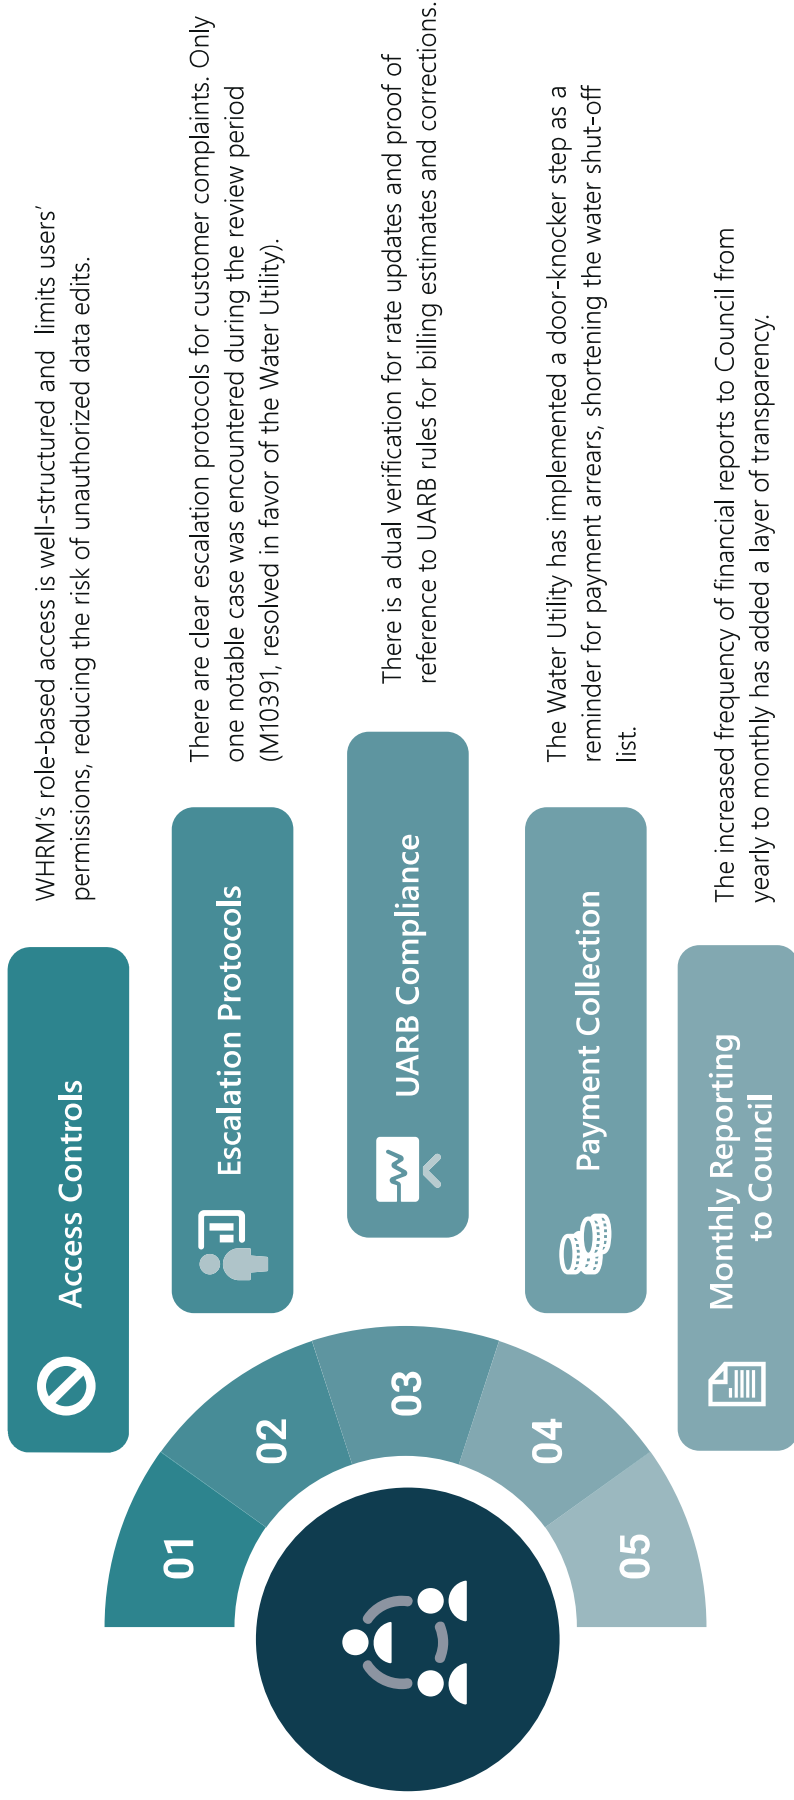 01
Access Controls
WHRM's role-based access is well-structured and  limits users'
permissions, reducing the risk of unauthorized data edits.
02
Escalation Protocols
There are clear escalation protocols for customer complaints. Only
one notable case was encountered during the review period
(M10391, resolved in favor of the Water Utility).
03
UARB Compliance
There is a dual verification for rate updates and proof of
reference to UARB rules for billing estimates and corrections.
04
Payment Collection
The Water Utility has implemented a door-knocker step as a
reminder for payment arrears, shortening the water shut-off
list.
05
Monthly Reporting
to Council
The increased frequency of financial reports to Council from
yearly to monthly has added a layer of transparency.